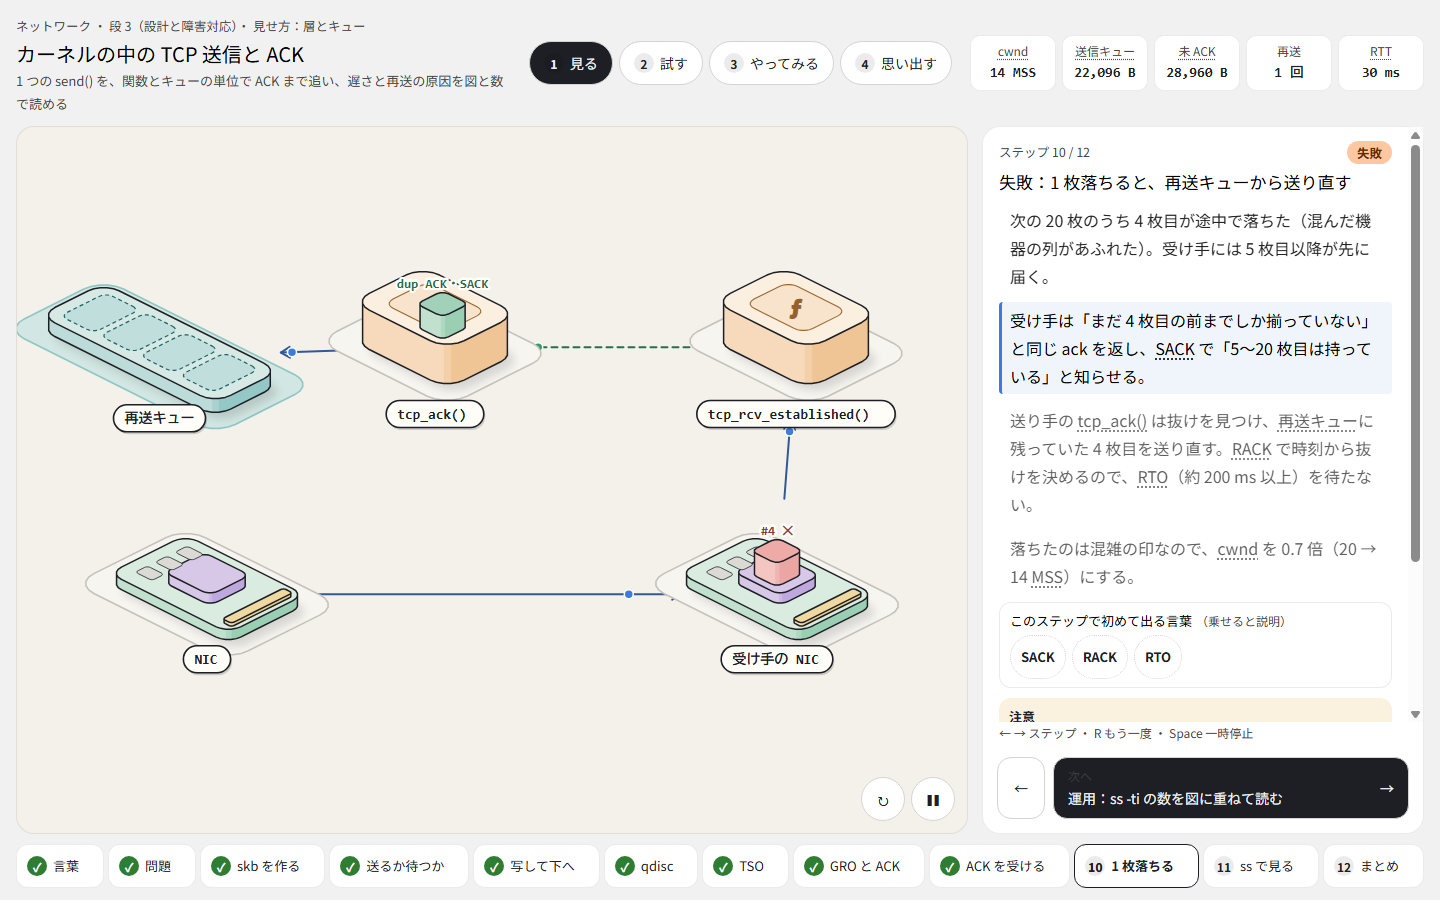 ネットワーク ・ 段 3（設計と障害対応）・ 見せ方：層とキュー
カーネルの中の TCP 送信と ACK
1 つの send() を、関数とキューの単位で ACK まで追い、遅さと再送の原因を図と数
で読める
1 見る
2 試す
3 やってみる
4 思い出す
cwnd
14 MSS
送信キュー
22,096 B
未 ACK
28,960 B
再送
1 回
RTT
30 ms
dup ACK · SACK
ƒ
再送キュー
tcp_ack()
tcp_rcv_established()
#4 ✕
NIC
受け手の NIC
ステップ 10 / 12
失敗
失敗：1 枚落ちると、再送キューから送り直す
次の 20 枚のうち 4 枚目が途中で落ちた（混んだ機
器の列があふれた）。受け手には 5 枚目以降が先に
届く。
受け手は「まだ 4 枚目の前までしか揃っていない」
と同じ ack を返し、SACK で「5〜20 枚目は持って
いる」と知らせる。
送り手の tcp_ack() は抜けを見つけ、再送キューに
残っていた 4 枚目を送り直す。RACK で時刻から抜
けを決めるので、RTO（約 200 ms 以上）を待たな
い。
落ちたのは混雑の印なので、cwnd を 0.7 倍（20 →
14 MSS）にする。
このステップで初めて出る言葉 （乗せると説明）
SACK
RACK
RTO
注意
← → ステップ ・ R もう一度 ・ Space 一時停止
←
次へ
運用：ss -ti の数を図に重ねて読む
→
言葉
問題
skb を作る
送るか待つか
写して下へ
qdisc
TSO
GRO と ACK
ACK を受ける
10 1 枚落ちる
11 ss で見る
12 まとめ